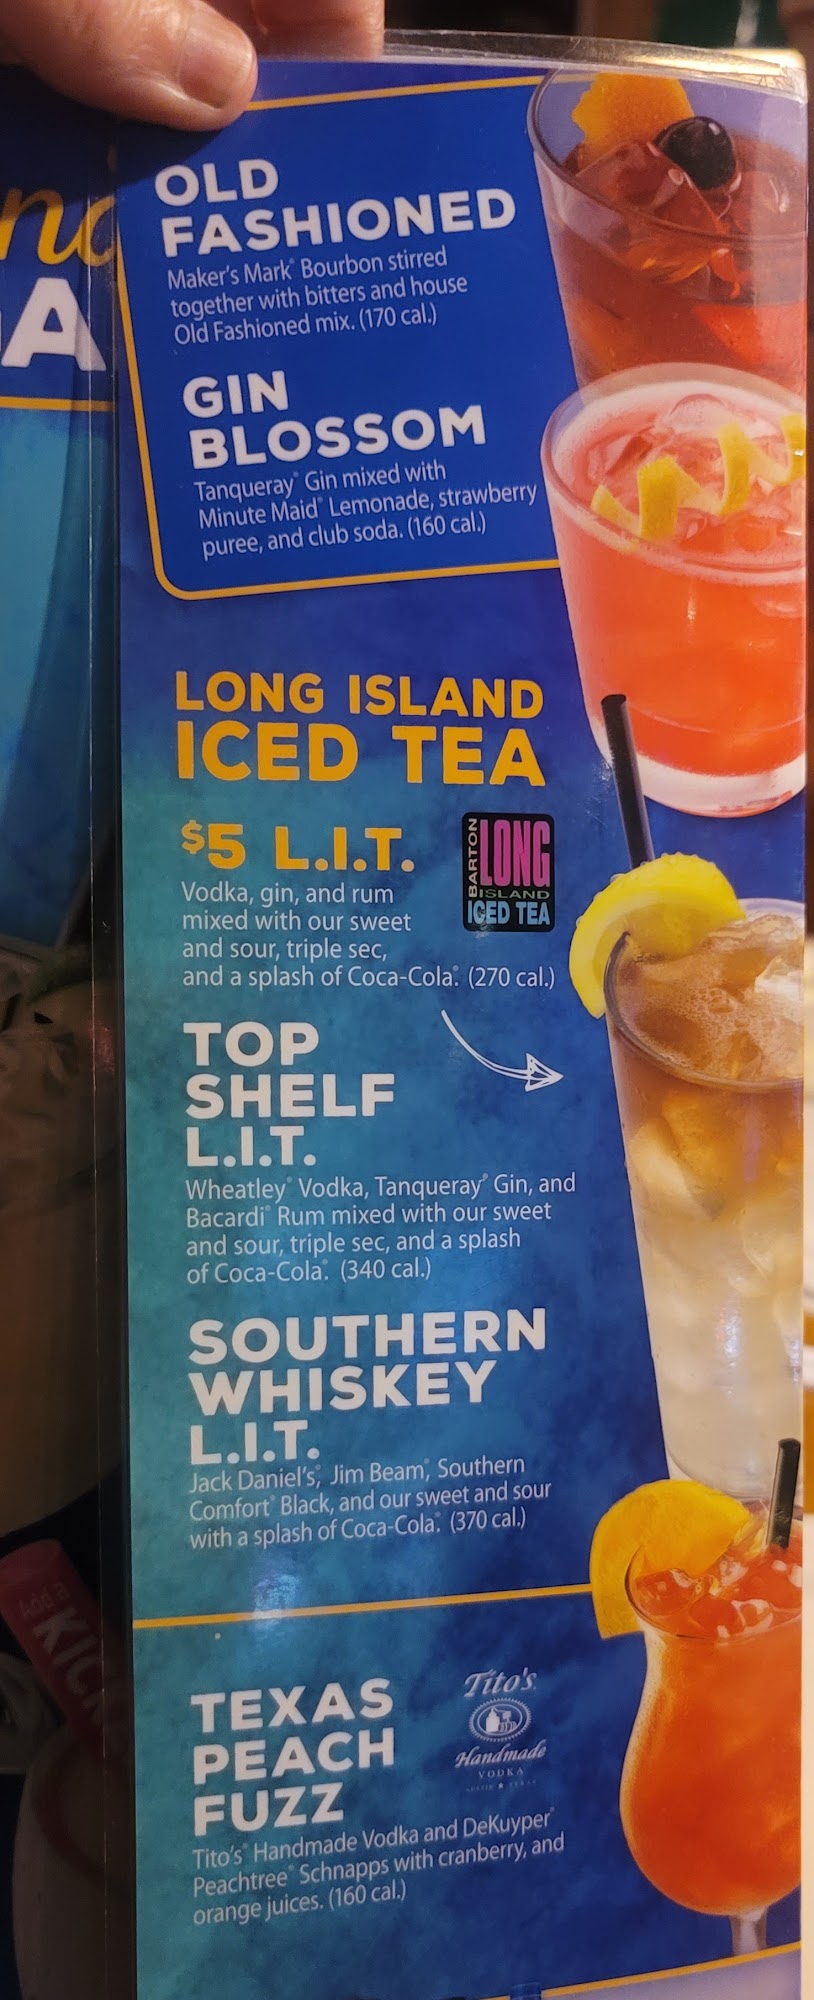 A
OLD
FASHIONED
Maker's Mark® Bourbon stirred
together with bitters and house
Old Fashioned mix. (170 cal.)
GIN
BLOSSOM
Tanqueray® Gin mixed with
Minute Maid® Lemonade, strawberry
puree, and club soda. (160 cal.)
LONG ISLAND
ICED TEA
$5 L.I.T.
BARTON
LONG
ISLAND
ICED TEA
Vodka, gin, and rum
mixed with our sweet
and sour, triple sec,
and a splash of Coca-Cola®. (270 cal.)
TOP
SHELF
L.I.T.
Wheatley® Vodka, Tanqueray® Gin, and
Bacardi® Rum mixed with our sweet
and sour, triple sec, and a splash
of Coca-Cola®. (340 cal.)
SOUTHERN
WHISKEY
L.I.T.
Jack Daniel's®, Jim Beam®, Southern
Comfort® Black, and our sweet and sour
with a splash of Coca-Cola®. (370 cal.)
Add a
KICK
TEXAS
PEACH
FUZZ
Tito's
Handmade
VODKA
Tito's® Handmade Vodka and DeKuyper®
Peachtree® Schnapps with cranberry, and
orange juices. (160 cal.)